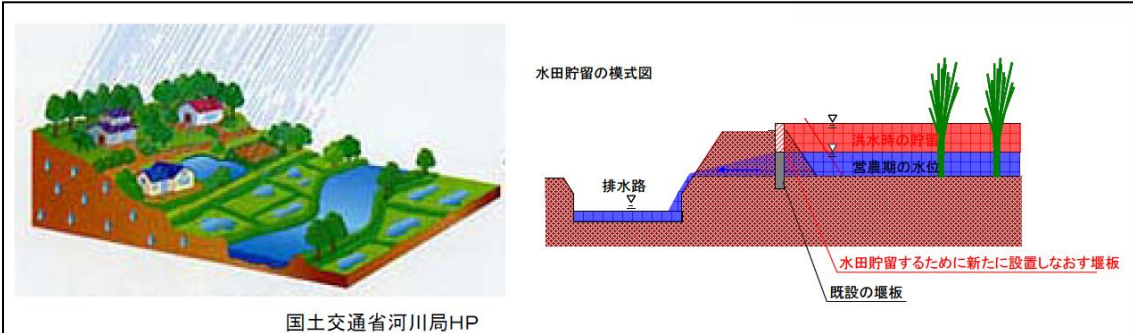 国土交通省河川局HP
水田貯留の模式図
洪水時の貯留
営農期の水位
排水路
水田貯留するために新たに設置しなおす堰板
既設の堰板